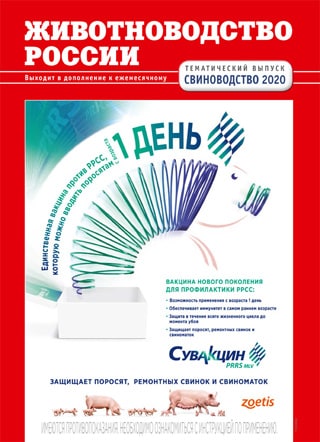 ЖИВОТНОВОДСТВО
РОССИИ
Выходит в дополнение к ежемесячному
ТЕМАТИЧЕСКИЙ ВЫПУСК
СВИНОВОДСТВО 2020
Единственная вакцина против РРСС,
которую можно вводить поросятам
с возраста
1 ДЕНЬ
ВАКЦИНА НОВОГО ПОКОЛЕНИЯ
ДЛЯ ПРОФИЛАКТИКИ РРСС:
• Возможность применения с возраста 1 день
• Обеспечивает иммунитет в самом раннем возрасте
• Защита в течение всего жизненного цикла до
момента убоя
• Защищает поросят, ремонтных свинок и
свиноматок
СУВАКЦИН
PRRS MLV
ЗАЩИЩАЕТ ПОРОСЯТ, РЕМОНТНЫХ СВИНОК И СВИНОМАТОК
zoetis
ИМЕЮТСЯ ПРОТИВОПОКАЗАНИЯ. НЕОБХОДИМО ОЗНАКОМИТЬСЯ С ИНСТРУКЦИЕЙ ПО ПРИМЕНЕНИЮ.